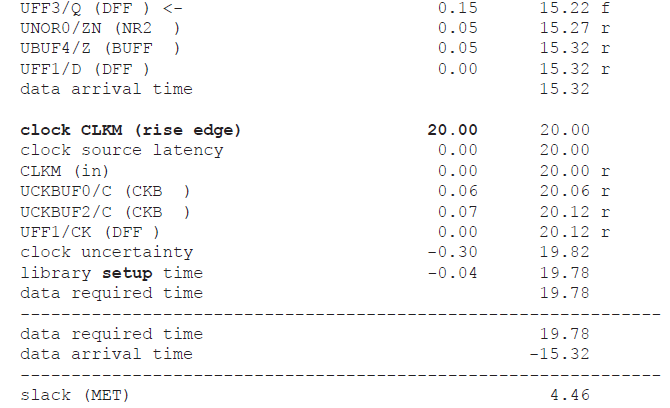 UFF3/Q (DFF ) <- 0.15 15.22 f
UNOR0/ZN (NR2 ) 0.05 15.27 r
UBUF4/Z (BUFF ) 0.05 15.32 r
UFF1/D (DFF ) 0.00 15.32 r
data arrival time 15.32
clock CLKM (rise edge) 20.00 20.00
clock source latency 0.00 20.00
CLKM (in) 0.00 20.00 r
UCKBUF0/C (CKB ) 0.06 20.06 r
UCKBUF2/C (CKB ) 0.07 20.12 r
UFF1/CK (DFF ) 0.00 20.12 r
clock uncertainty -0.30 19.82
library setup time -0.04 19.78
data required time 19.78
---------------------------------------------------------------
data required time 19.78
data arrival time -15.32
---------------------------------------------------------------
slack (MET) 4.46